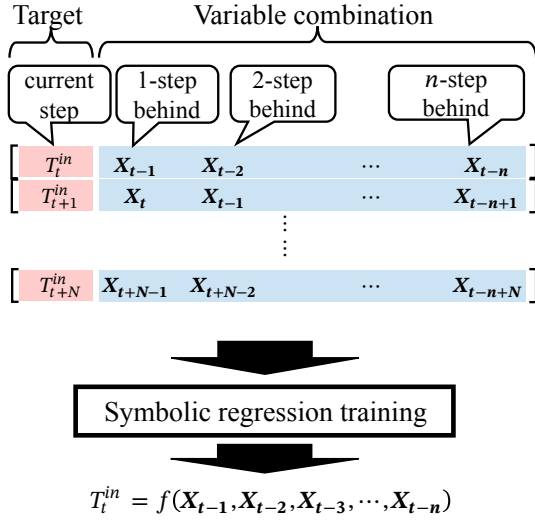 Target Variable combination
current step 1-step behind 2-step behind n-step behind
[ T_t^{in} X_{t−1} X_{t−2} ⋯ X_{t−n} ]
[ T_{t+1}^{in} X_t X_{t−1} ⋯ X_{t−n+1} ]
⋮ ⋮
[ T_{t+N}^{in} X_{t+N−1} X_{t+N−2} ⋯ X_{t−n+N} ]
Symbolic regression training
T_t^{in} = f(X_{t−1}, X_{t−2}, X_{t−3}, ⋯, X_{t−n})